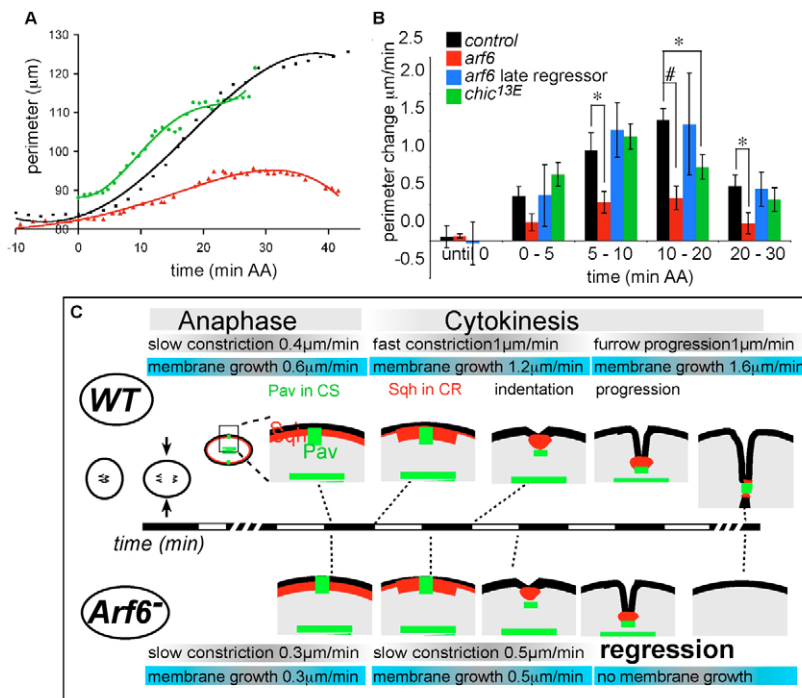 A
perimeter (µm)
130
120
110
100
90
80
-10
0
10
20
30
40
time (min AA)
B
perimeter change µm/min
2.5
2.0
1.5
1.0
0.5
0.0
-0.5
control
arf6
arf6 late regressor
chic13E
*
#
*
*
until 0
0 - 5
5 - 10
10 - 20
20 - 30
time (min AA)
C
Anaphase
Cytokinesis
slow constriction 0.4µm/min
fast constriction1µm/min
furrow progression1µm/min
membrane growth 0.6µm/min
membrane growth 1.2µm/min
membrane growth 1.6µm/min
WT
Pav in CS
Sqh in CR
indentation
progression
Sqh
Pav
time (min)
Arf6-
regression
slow constriction 0.3µm/min
slow constriction 0.5µm/min
membrane growth 0.3µm/min
membrane growth 0.5µm/min
no membrane growth